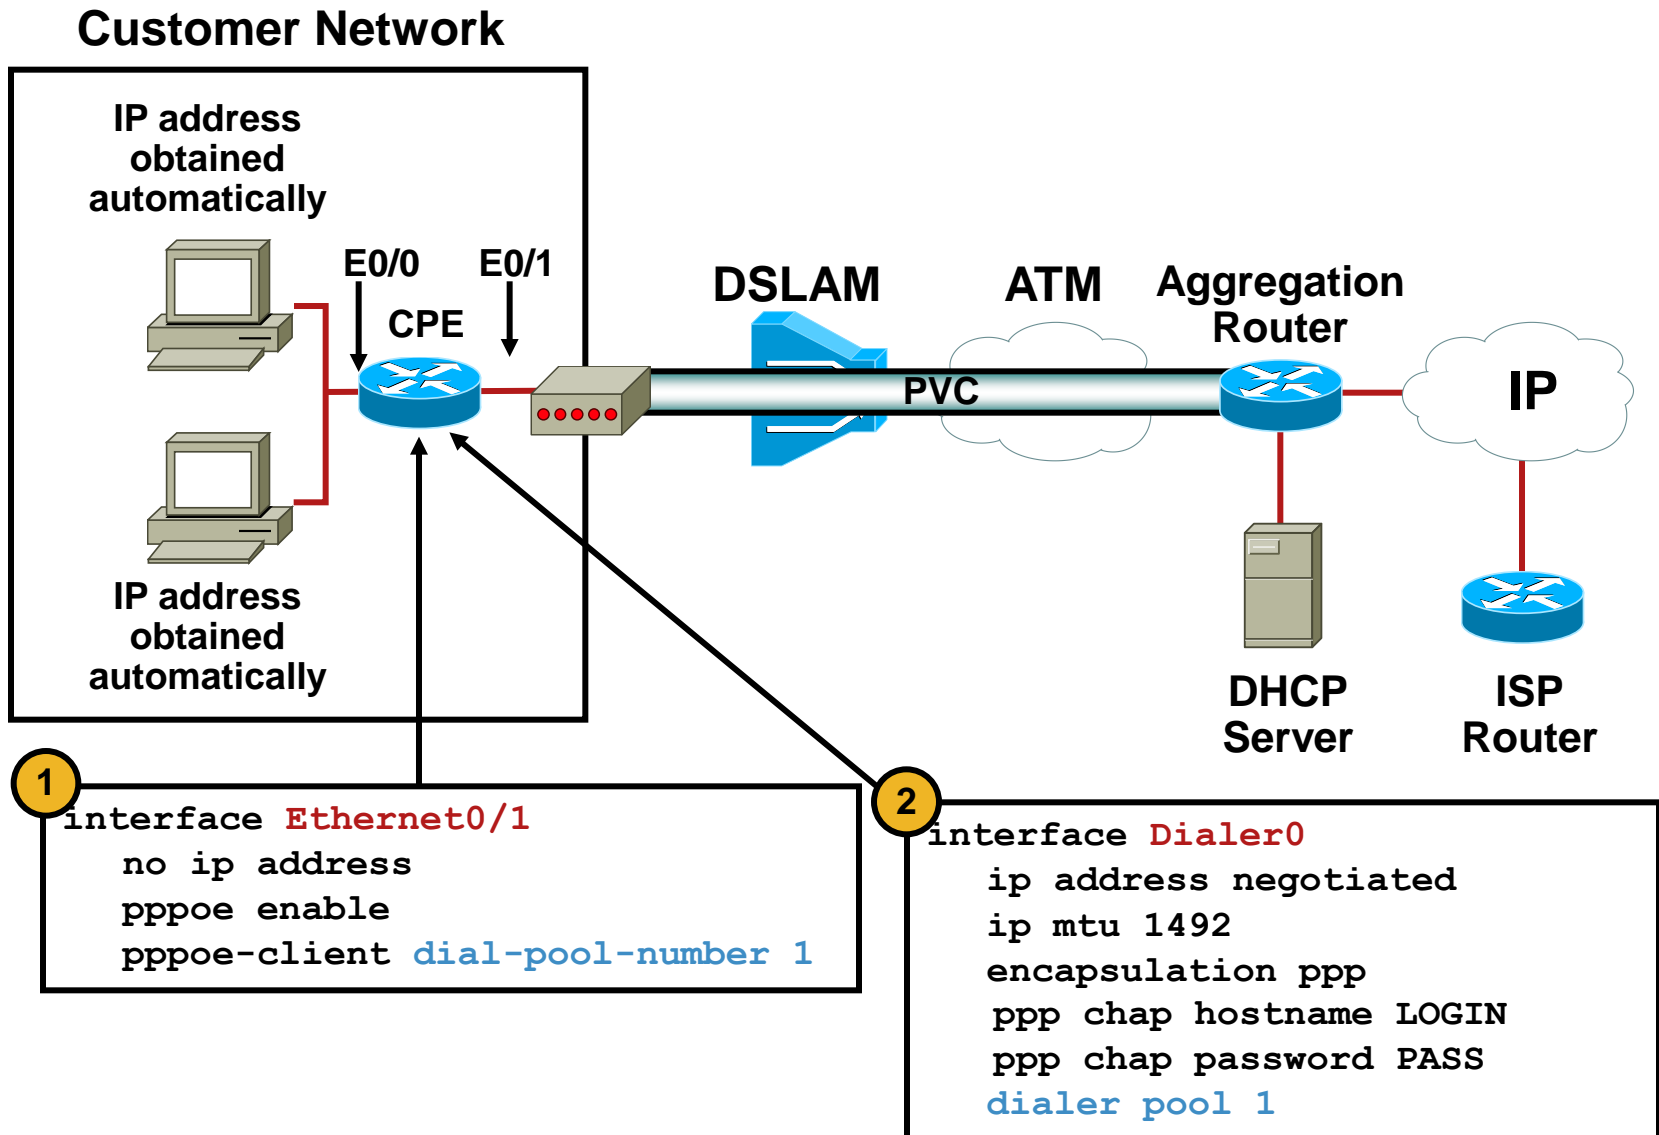 Customer Network
IP address
obtained
automatically
E0/0
E0/1
CPE
DSLAM
ATM
Aggregation
Router
PVC
IP
IP address
obtained
automatically
DHCP
Server
ISP
Router
1
interface Ethernet0/1
no ip address
pppoe enable
pppoe-client dial-pool-number 1
2
interface Dialer0
ip address negotiated
ip mtu 1492
encapsulation ppp
ppp chap hostname LOGIN
ppp chap password PASS
dialer pool 1